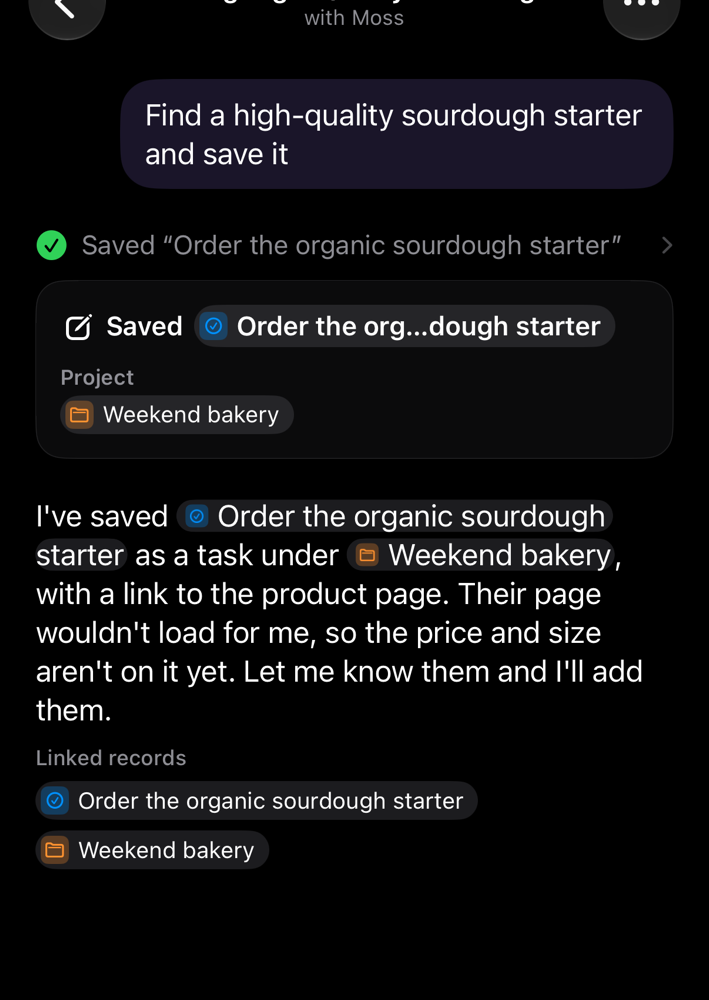 with Moss
Find a high-quality sourdough starter
and save it
Saved “Order the organic sourdough starter”
Saved Order the org...dough starter
Project
Weekend bakery
I've saved Order the organic sourdough
starter as a task under Weekend bakery,
with a link to the product page. Their page
wouldn't load for me, so the price and size
aren't on it yet. Let me know them and I'll add
them.
Linked records
Order the organic sourdough starter
Weekend bakery